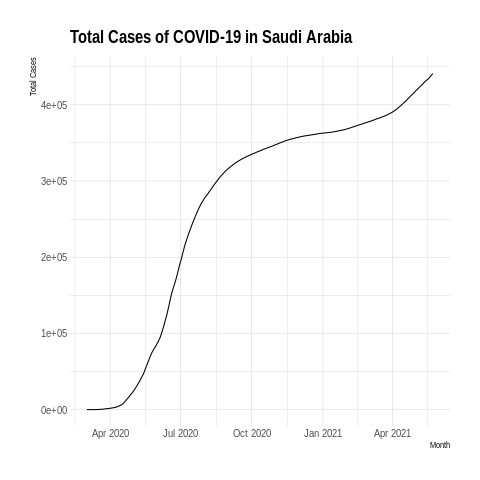 Total Cases of COVID-19 in Saudi Arabia
Total Cases
4e+05
3e+05
2e+05
1e+05
0e+00
Apr 2020 Jul 2020 Oct 2020 Jan 2021 Apr 2021
Month